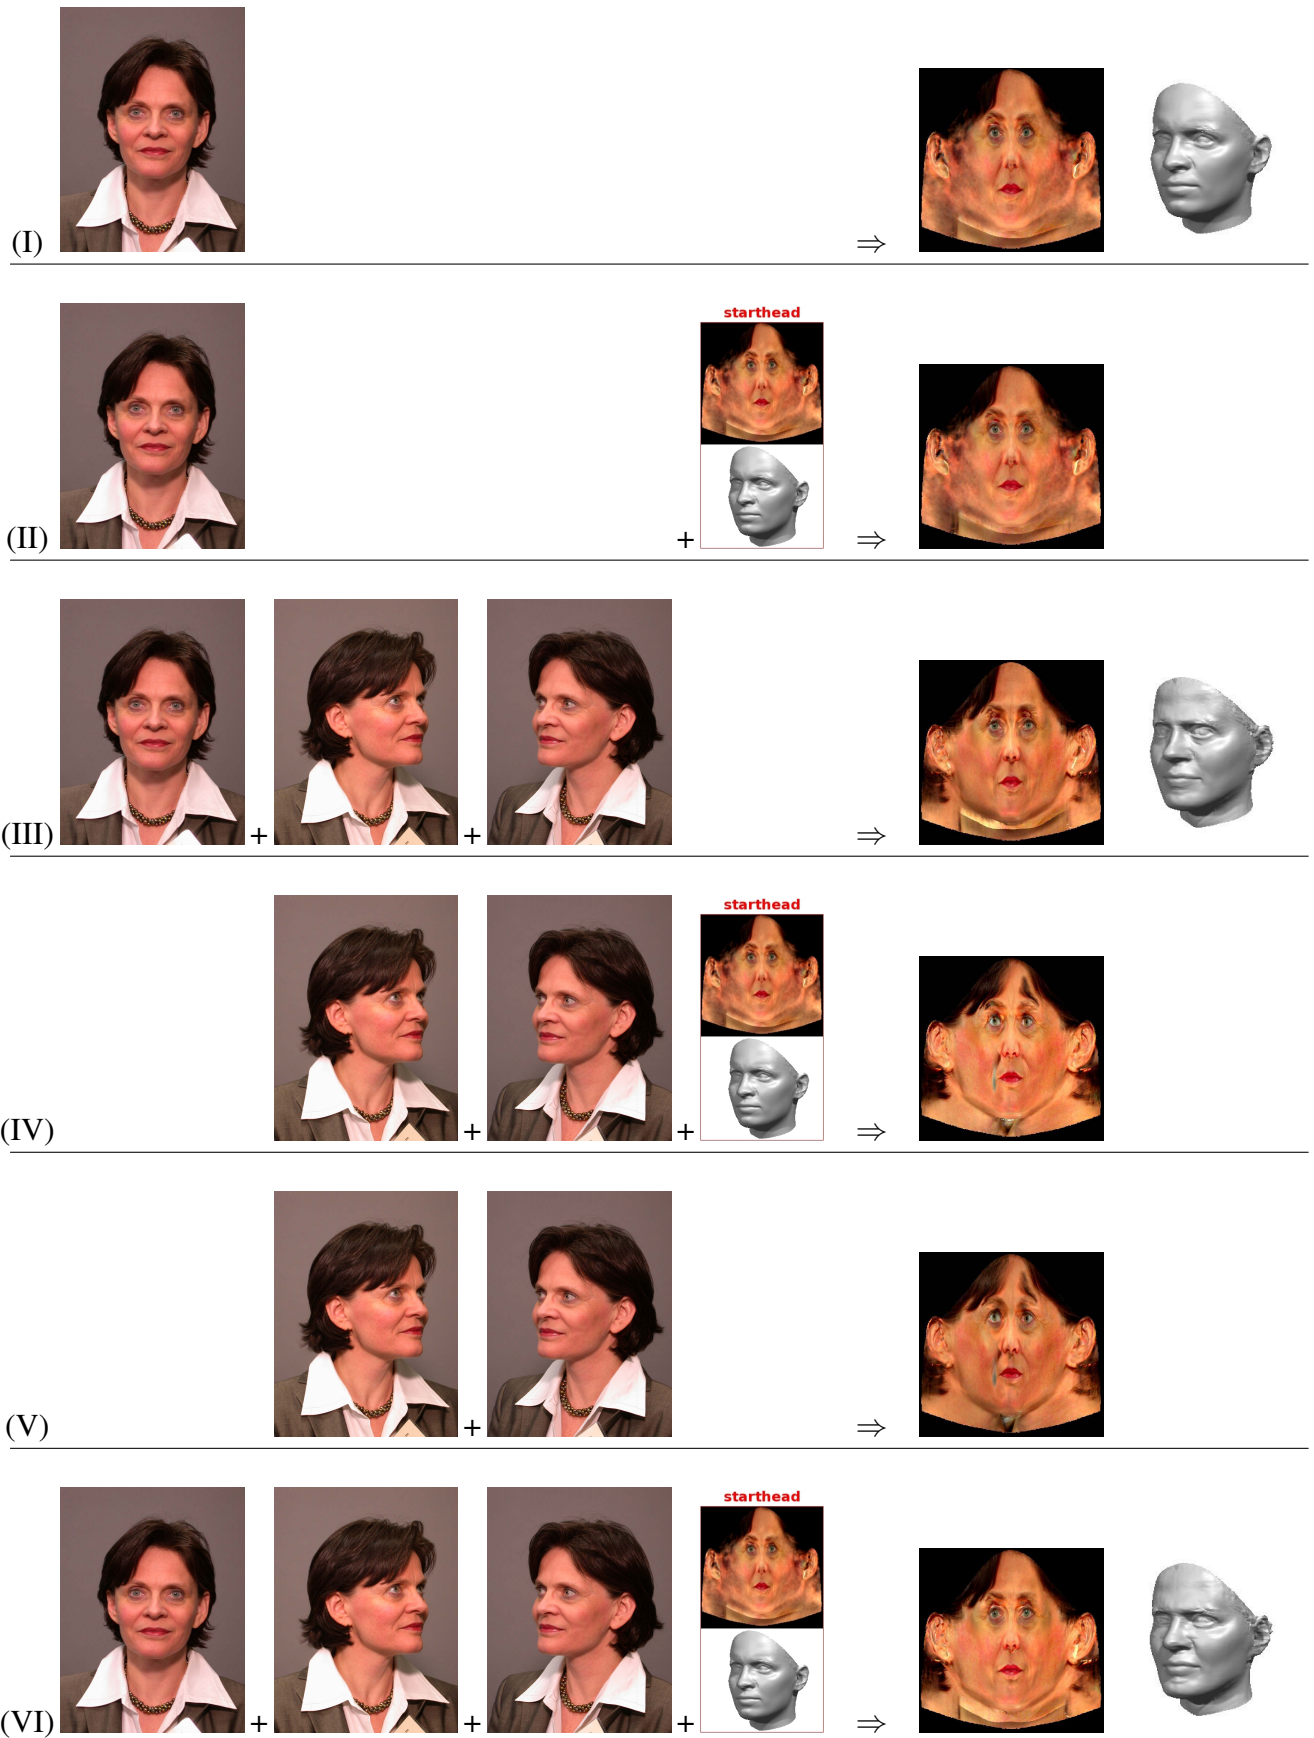 (I) ⇒
starthead
(II) + ⇒
(III) + + ⇒
starthead
(IV) + + ⇒
(V) + ⇒
starthead
(VI) + + + ⇒